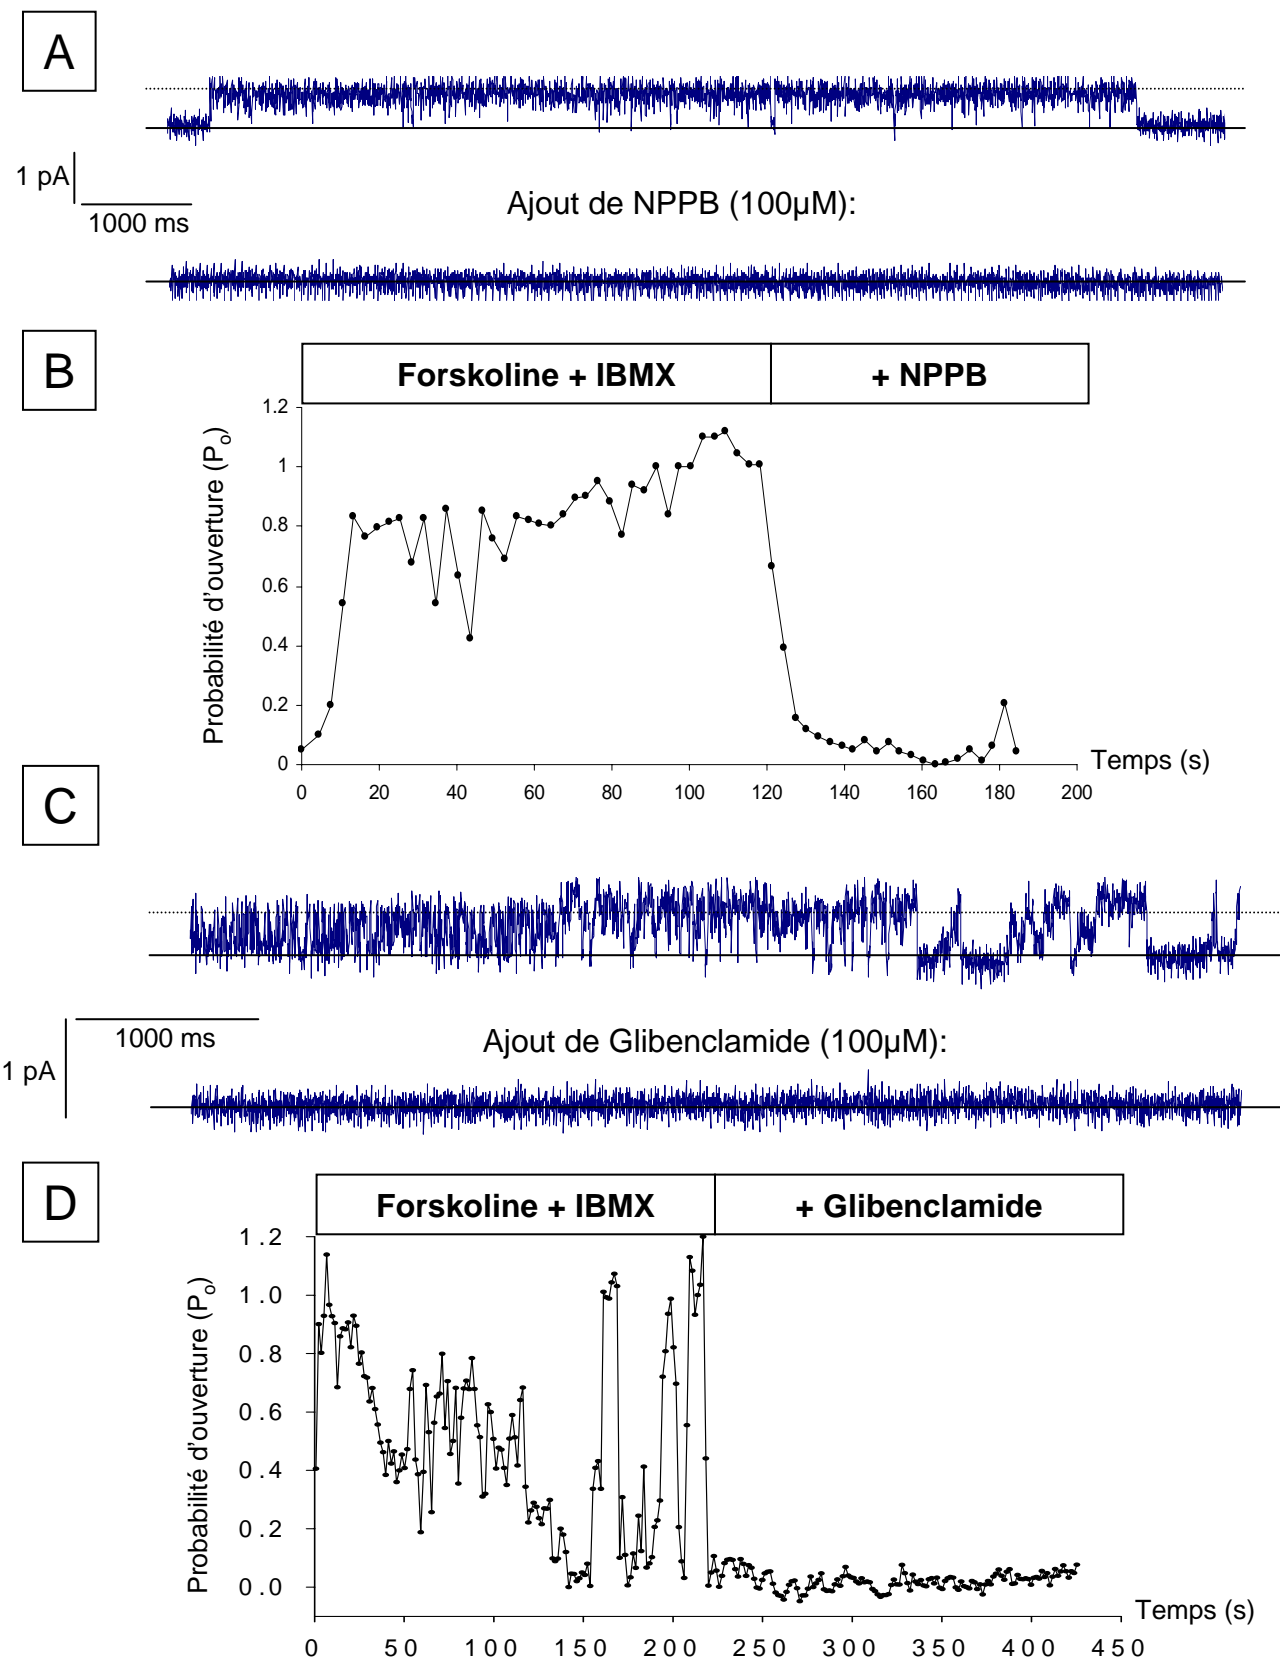 A
1 pA
1000 ms
Ajout de NPPB (100µM):
B
Forskoline + IBMX
+ NPPB
Probabilité d'ouverture (Po)
1.2
1
0.8
0.6
0.4
0.2
0
0 20 40 60 80 100 120 140 160 180 200
Temps (s)
C
1000 ms
1 pA
Ajout de Glibenclamide (100µM):
D
Forskoline + IBMX
+ Glibenclamide
Probabilité d'ouverture (Po)
1.2
1.0
0.8
0.6
0.4
0.2
0.0
0 50 100 150 200 250 300 350 400 450
Temps (s)